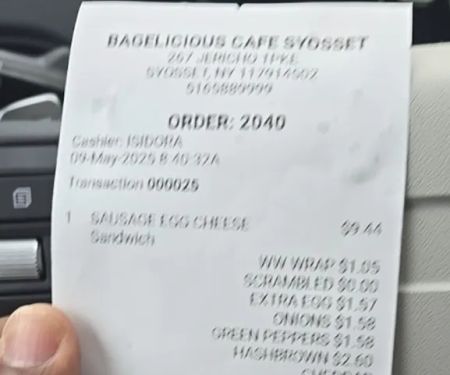 BAGELICIOUS CAFE SYOSSET
267 JERICHO TPKE
SYOSSET, NY 117914502
5165889999
ORDER: 2040
Cashier: ISIDORA
09-May-2025 8:40:32A
Transaction 000025
1 SAUSAGE EGG CHEESE $9.44
Sandwich
WW WRAP $1.05
SCRAMBLED $0.00
EXTRA EGG $1.57
ONIONS $1.58
GREEN PEPPERS $1.58
HASHBROWN $2.60